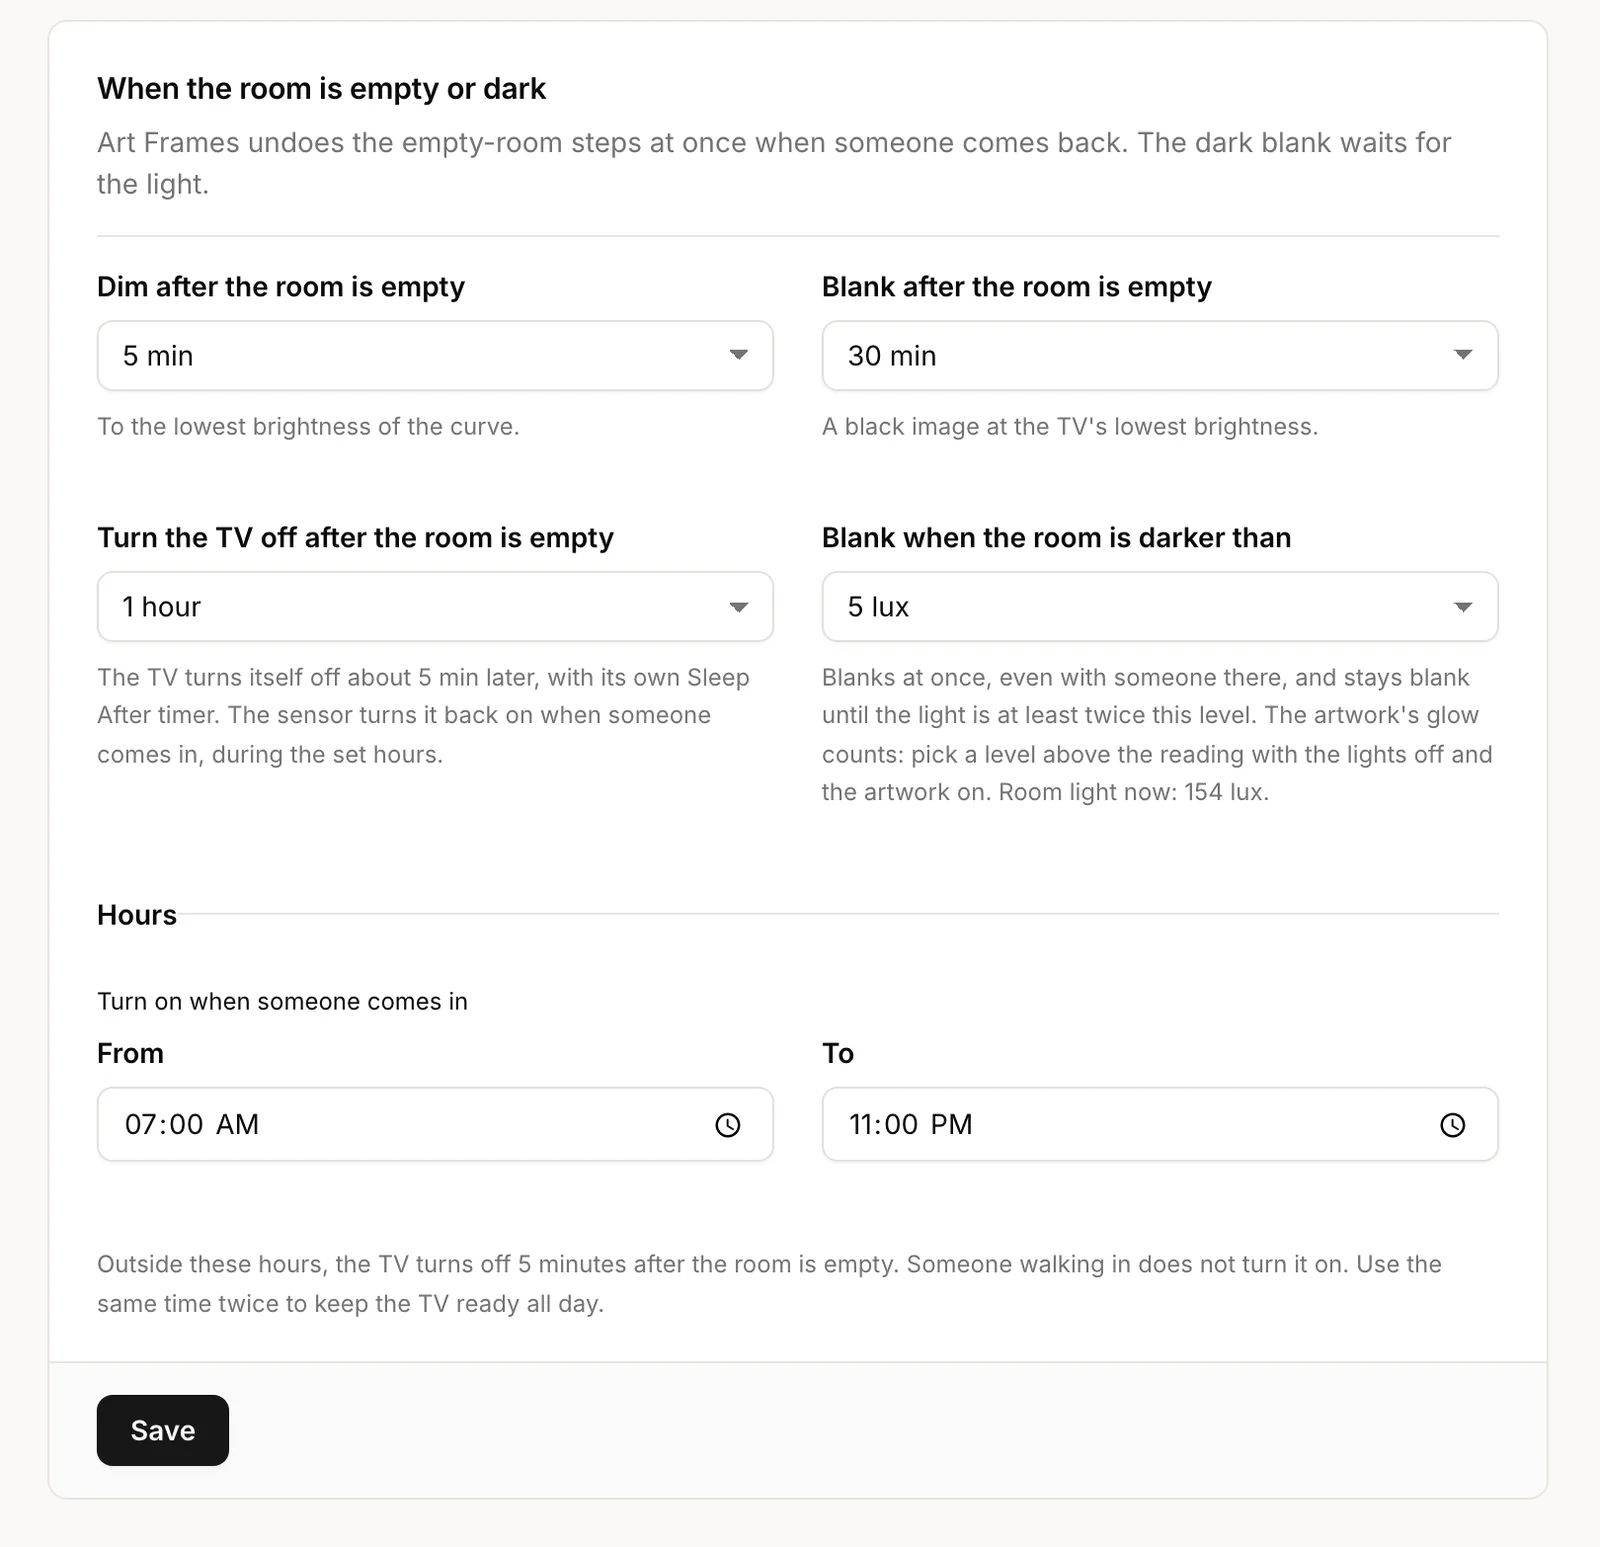 When the room is empty or dark
Art Frames undoes the empty-room steps at once when someone comes back. The dark blank waits for
the light.
Dim after the room is empty
5 min
To the lowest brightness of the curve.
Blank after the room is empty
30 min
A black image at the TV's lowest brightness.
Turn the TV off after the room is empty
1 hour
The TV turns itself off about 5 min later, with its own Sleep
After timer. The sensor turns it back on when someone
comes in, during the set hours.
Blank when the room is darker than
5 lux
Blanks at once, even with someone there, and stays blank
until the light is at least twice this level. The artwork's glow
counts: pick a level above the reading with the lights off and
the artwork on. Room light now: 154 lux.
Hours
Turn on when someone comes in
From
07:00 AM
To
11:00 PM
Outside these hours, the TV turns off 5 minutes after the room is empty. Someone walking in does not turn it on. Use the
same time twice to keep the TV ready all day.
Save